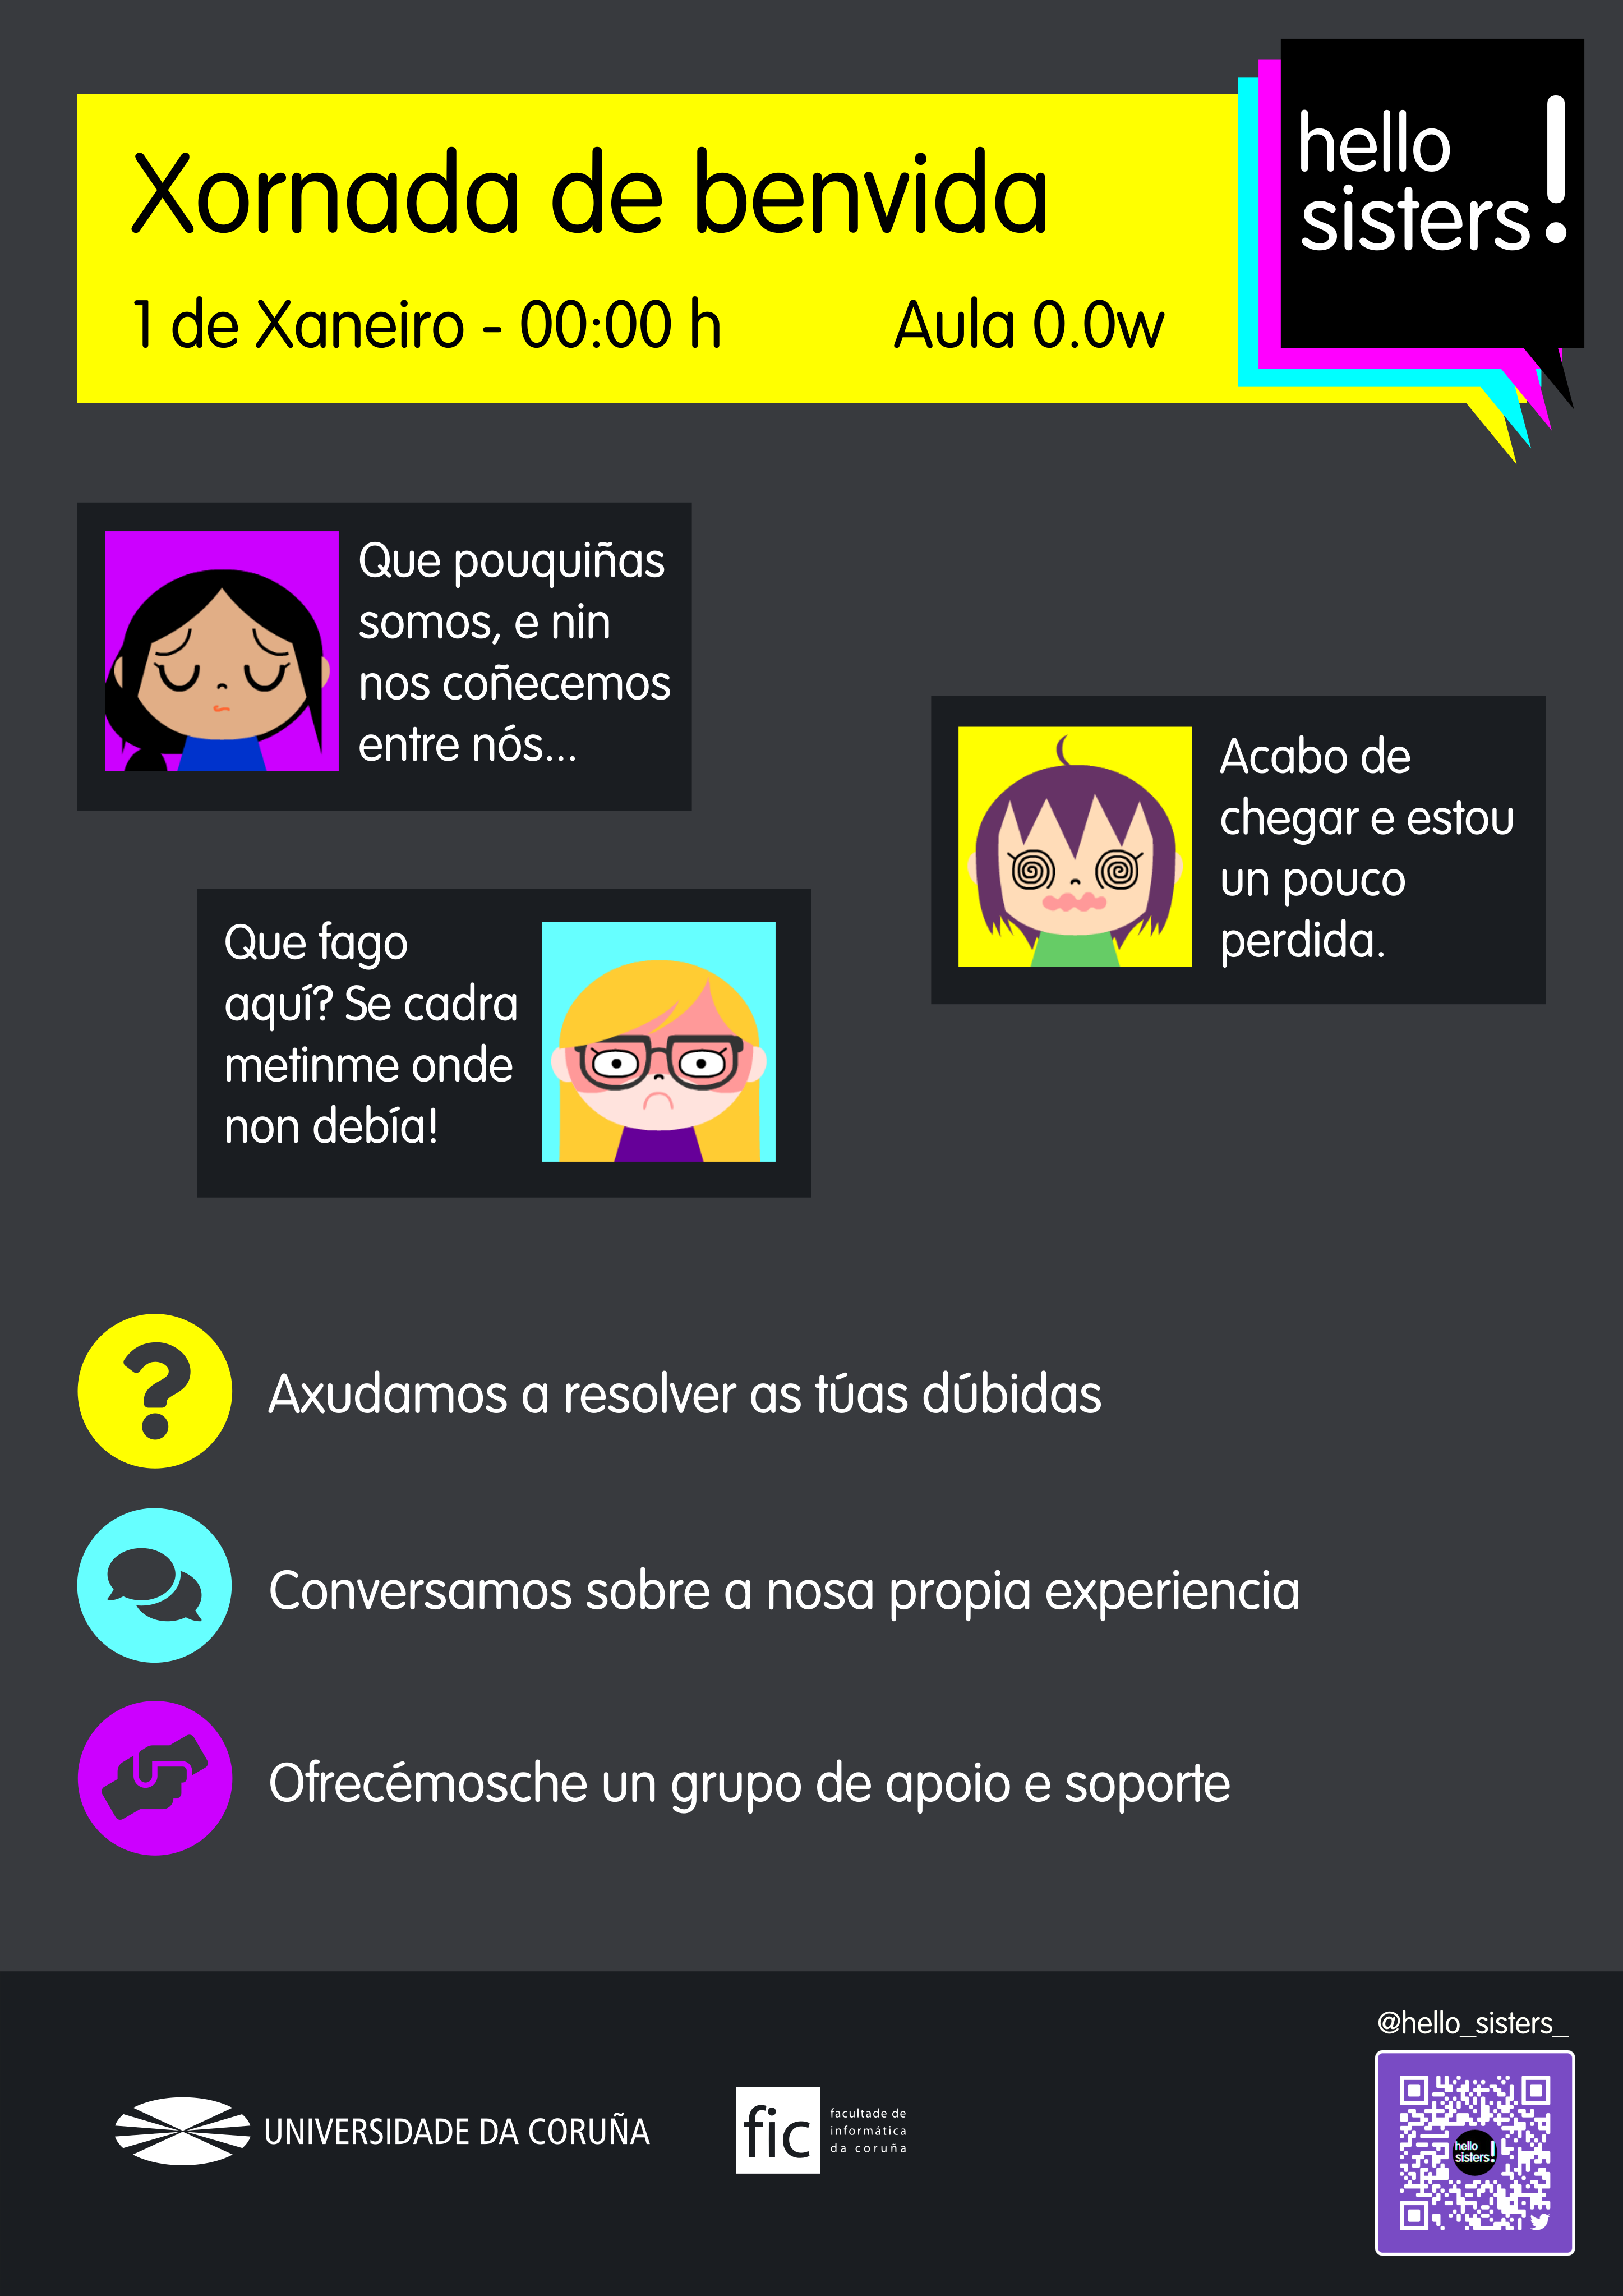 Xornada de benvida
1 de Xaneiro - 00:00 h
Aula 0.0w
hello
sisters!
Que pouquiñas
somos, e nin
nos coñecemos
entre nós...
Acabo de
chegar e estou
un pouco
perdida.
Que fago
aquí? Se cadra
metinme onde
non debía!
?
Axudamos a resolver as túas dúbidas
Conversamos sobre a nosa propia experiencia
Ofrecémosche un grupo de apoio e soporte
UNIVERSIDADE DA CORUÑA
fic
facultade de
informática
da coruña
@hello_sisters_
hello
sisters!